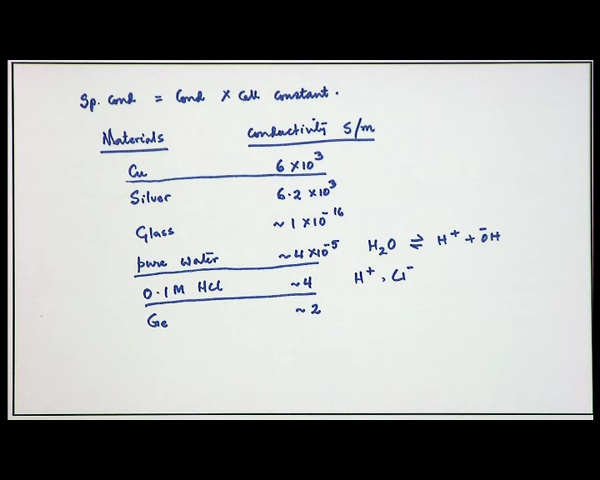 Sp. cond = Cond × Cell constant.
Materials conductivity S/m
Cu 6 × 10³
Silver 6.2 × 10³
Glass ~ 1 × 10⁻¹⁶
pure water ~ 4 × 10⁻⁵ H₂O ⇌ H⁺ + ŌH
0.1 M HCl ~ 4 H⁺, Cl⁻
Ge ~ 2